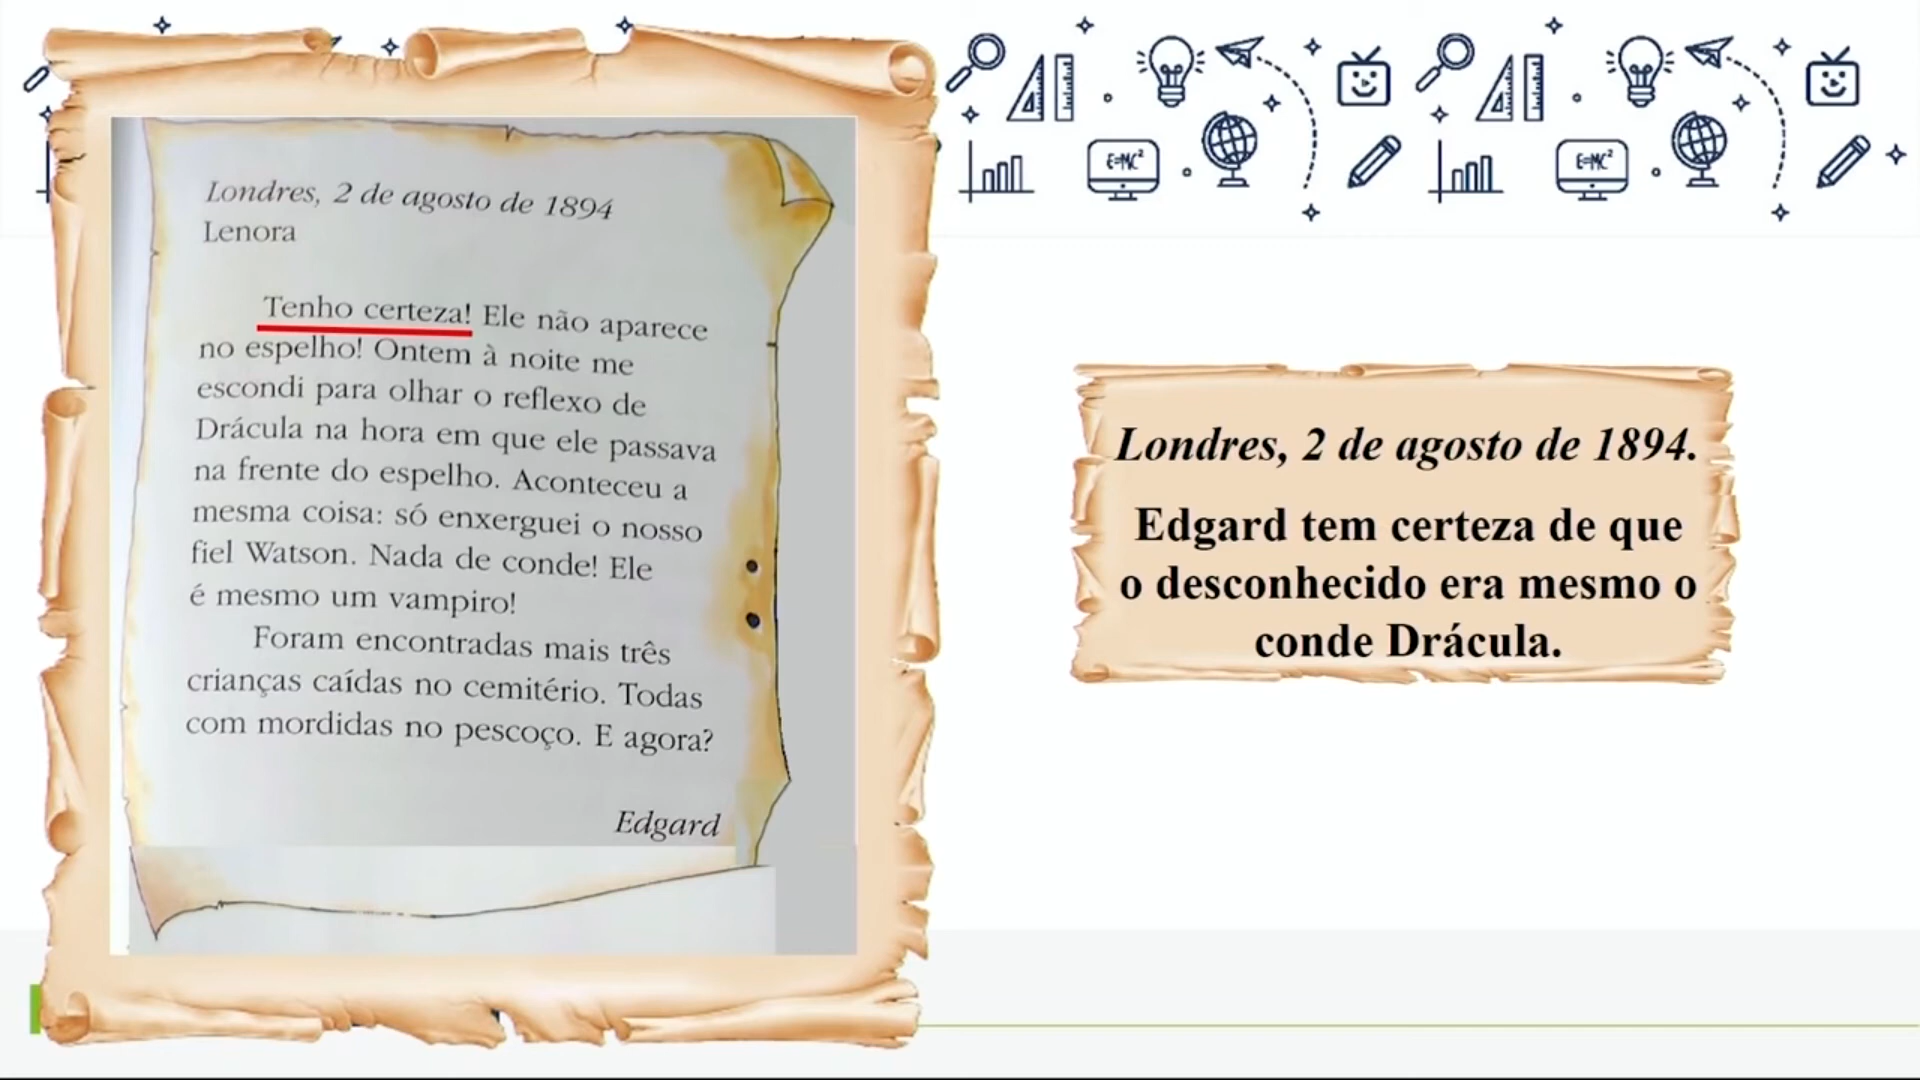 Londres, 2 de agosto de 1894
Lenora
Tenho certeza! Ele não aparece
no espelho! Ontem à noite me
escondi para olhar o reflexo de
Drácula na hora em que ele passava
na frente do espelho. Aconteceu a
mesma coisa: só enxerguei o nosso
fiel Watson. Nada de conde! Ele
é mesmo um vampiro!
Foram encontradas mais três
crianças caídas no cemitério. Todas
com mordidas no pescoço. E agora?
Edgard
E=MC²
E=MC²
Londres, 2 de agosto de 1894.
Edgard tem certeza de que
o desconhecido era mesmo o
conde Drácula.